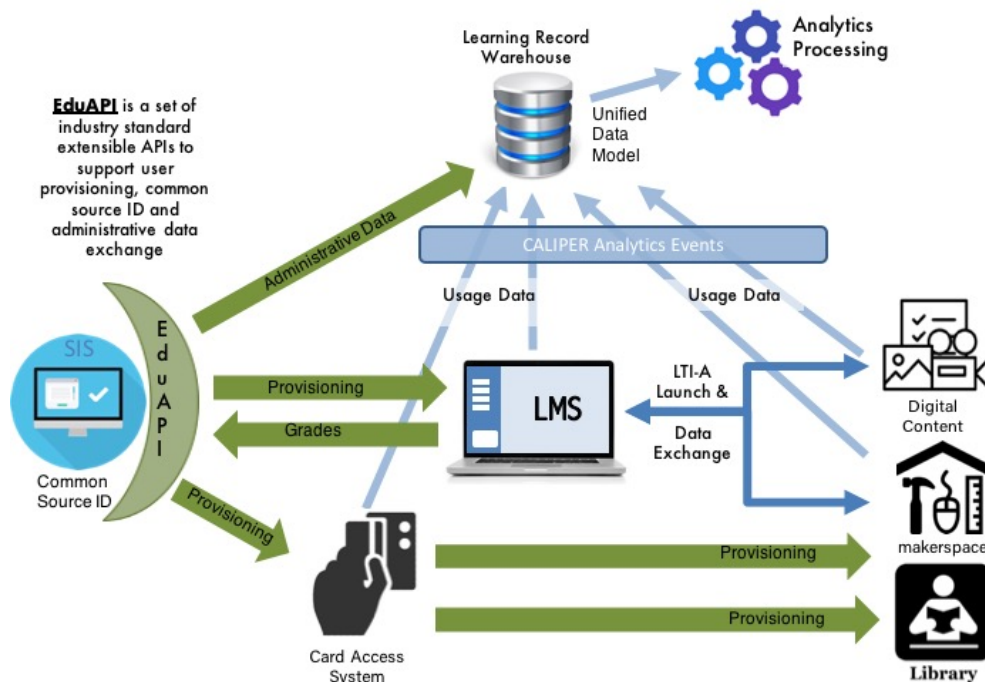 Learning Record
Warehouse
Analytics
Processing
EduAPI is a set of
industry standard
extensible APIs to
support user
provisioning, common
source ID and
administrative data
exchange
Unified
Data
Model
Administrative Data
CALIPER Analytics Events
Usage Data
Usage Data
SIS
EduAPI
Common
Source ID
Provisioning
Grades
Provisioning
LMS
LTI-A
Launch &
Data
Exchange
Digital
Content
makerspace
Provisioning
Provisioning
Library
Card Access
System